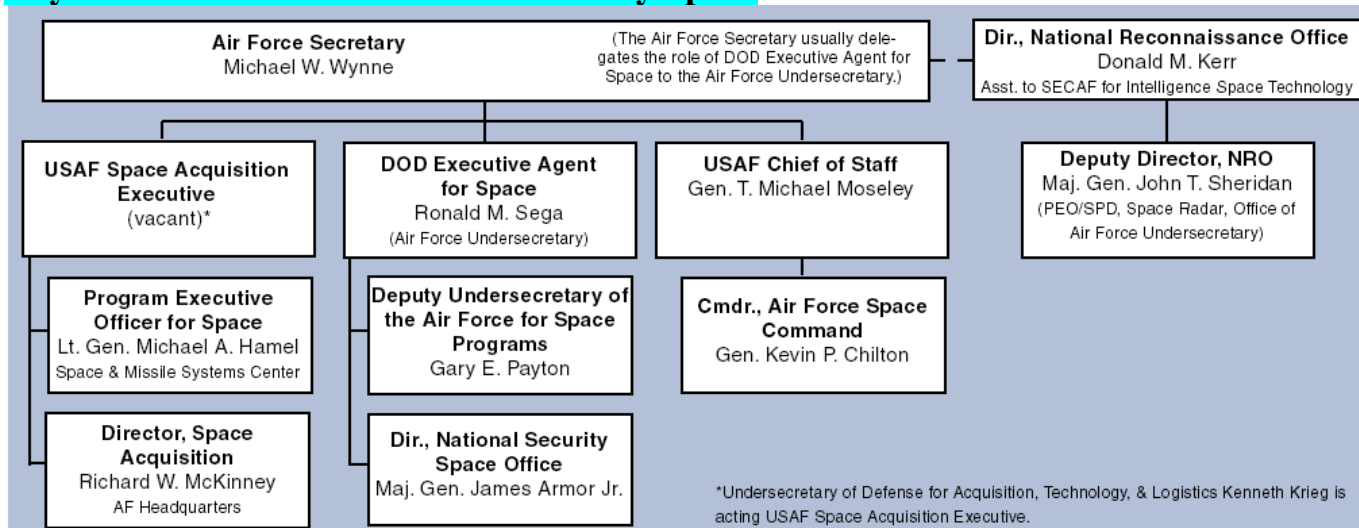 Air Force Secretary
Michael W. Wynne
(The Air Force Secretary usually dele-
gates the role of DOD Executive Agent for
Space to the Air Force Undersecretary.)
Dir., National Reconnaissance Office
Donald M. Kerr
Asst. to SECAF for Intelligence Space Technology
USAF Space Acquisition
Executive
(vacant)*
DOD Executive Agent
for Space
Ronald M. Sega
(Air Force Undersecretary)
USAF Chief of Staff
Gen. T. Michael Moseley
Deputy Director, NRO
Maj. Gen. John T. Sheridan
(PEO/SPD, Space Radar, Office of
Air Force Undersecretary)
Program Executive
Officer for Space
Lt. Gen. Michael A. Hamel
Space & Missile Systems Center
Deputy Undersecretary of
the Air Force for Space
Programs
Gary E. Payton
Cmdr., Air Force Space
Command
Gen. Kevin P. Chilton
Director, Space
Acquisition
Richard W. McKinney
AF Headquarters
Dir., National Security
Space Office
Maj. Gen. James Armor Jr.
*Undersecretary of Defense for Acquisition, Technology, & Logistics Kenneth Krieg is
acting USAF Space Acquisition Executive.